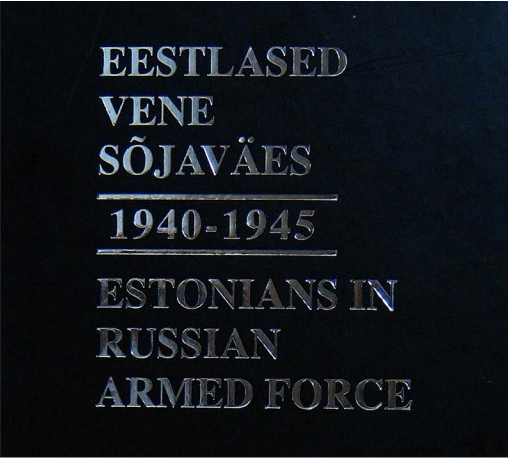 EESTLASED
VENE
SÕJAVÄES
1940-1945
ESTONIANS IN
RUSSIAN
ARMED FORCE